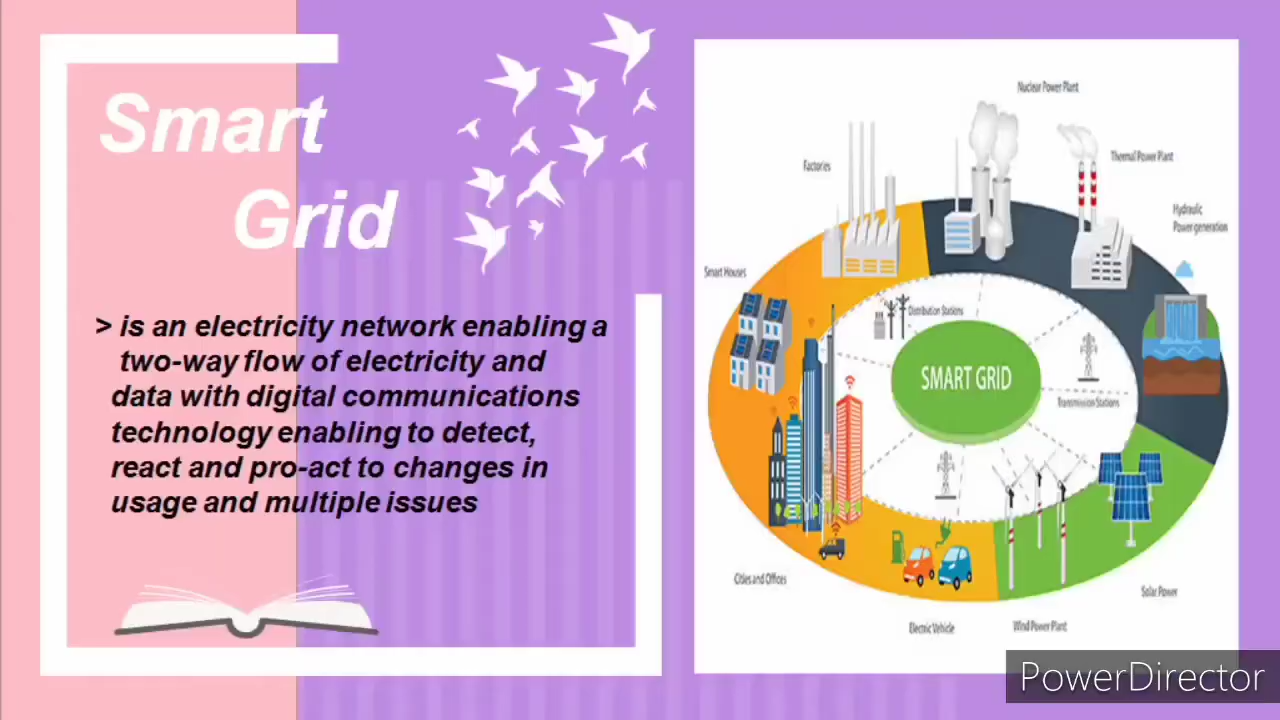 Smart
Grid
> is an electricity network enabling a
two-way flow of electricity and
data with digital communications
technology enabling to detect,
react and pro-act to changes in
usage and multiple issues
Nuclear Power Plant
Factories
Thermal Power Plant
Hydraulic
Power generation
Smart Houses
Distribution Stations
SMART GRID
Transmission Stations
Cities and Offices
Solar Power
Electric Vehicle
Wind Power Plant
PowerDirector